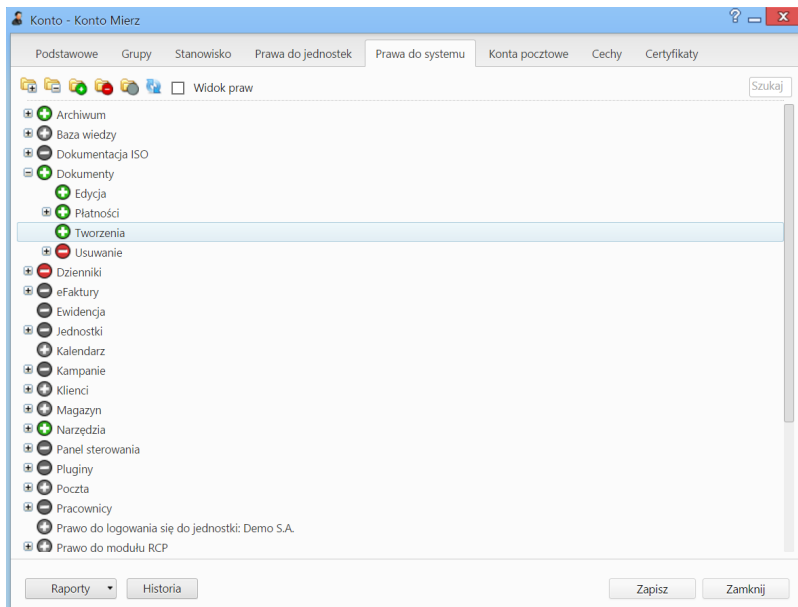 Konto - Konto Mierz
Podstawowe Grupy Stanowisko Prawa do jednostek Prawa do systemu Konta pocztowe Cechy Certyfikaty
Widok praw Szukaj
Archiwum
Baza wiedzy
Dokumentacja ISO
Dokumenty
Edycja
Płatności
Tworzenia
Usuwanie
Dzienniki
eFaktury
Ewidencja
Jednostki
Kalendarz
Kampanie
Klienci
Magazyn
Narzędzia
Panel sterowania
Pluginy
Poczta
Pracownicy
Prawo do logowania się do jednostki: Demo S.A.
Prawo do modułu RCP
Raporty Historia Zapisz Zamknij